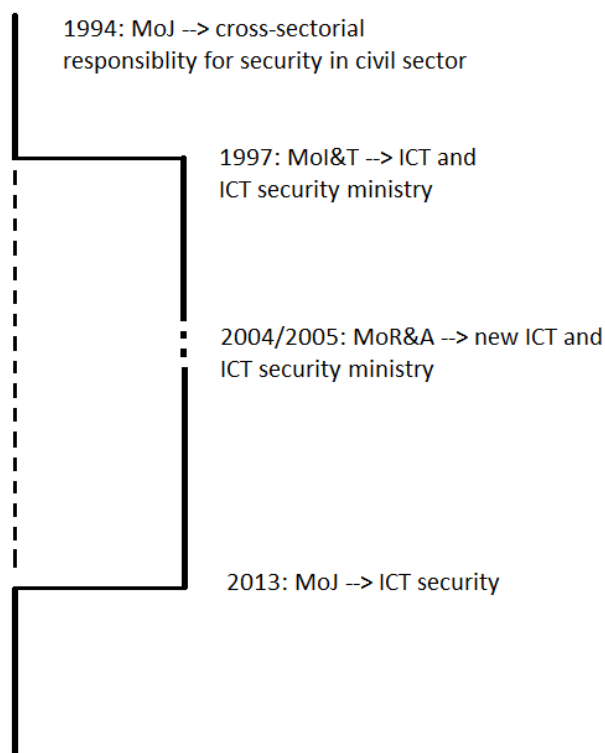 1994: MoJ --> cross-sectorial
responsiblity for security in civil sector
1997: MoI&T --> ICT and
ICT security ministry
2004/2005: MoR&A --> new ICT and
ICT security ministry
2013: MoJ --> ICT security